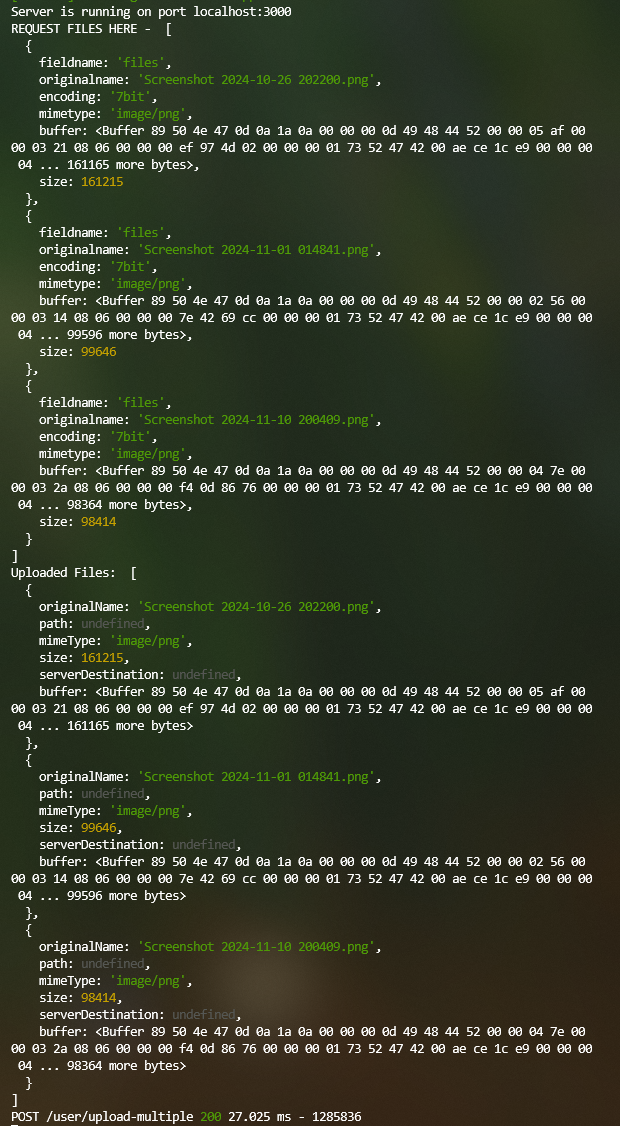 Server is running on port localhost:3000
REQUEST FILES HERE -  [
  {
    fieldname: 'files',
    originalname: 'Screenshot 2024-10-26 202200.png',
    encoding: '7bit',
    mimetype: 'image/png',
    buffer: <Buffer 89 50 4e 47 0d 0a 1a 0a 00 00 00 0d 49 48 44 52 00 00 05 af 00
00 03 21 08 06 00 00 00 ef 97 4d 02 00 00 00 01 73 52 47 42 00 ae ce 1c e9 00 00 00
 04 ... 161165 more bytes>,
    size: 161215
  },
  {
    fieldname: 'files',
    originalname: 'Screenshot 2024-11-01 014841.png',
    encoding: '7bit',
    mimetype: 'image/png',
    buffer: <Buffer 89 50 4e 47 0d 0a 1a 0a 00 00 00 0d 49 48 44 52 00 00 02 56 00
00 03 14 08 06 00 00 00 7e 42 69 cc 00 00 00 01 73 52 47 42 00 ae ce 1c e9 00 00 00
 04 ... 99596 more bytes>,
    size: 99646
  },
  {
    fieldname: 'files',
    originalname: 'Screenshot 2024-11-10 200409.png',
    encoding: '7bit',
    mimetype: 'image/png',
    buffer: <Buffer 89 50 4e 47 0d 0a 1a 0a 00 00 00 0d 49 48 44 52 00 00 04 7e 00
00 03 2a 08 06 00 00 00 f4 0d 86 76 00 00 00 01 73 52 47 42 00 ae ce 1c e9 00 00 00
 04 ... 98364 more bytes>,
    size: 98414
  }
]
Uploaded Files:  [
  {
    originalName: 'Screenshot 2024-10-26 202200.png',
    path: undefined,
    mimeType: 'image/png',
    size: 161215,
    serverDestination: undefined,
    buffer: <Buffer 89 50 4e 47 0d 0a 1a 0a 00 00 00 0d 49 48 44 52 00 00 05 af 00
00 03 21 08 06 00 00 00 ef 97 4d 02 00 00 00 01 73 52 47 42 00 ae ce 1c e9 00 00 00
 04 ... 161165 more bytes>
  },
  {
    originalName: 'Screenshot 2024-11-01 014841.png',
    path: undefined,
    mimeType: 'image/png',
    size: 99646,
    serverDestination: undefined,
    buffer: <Buffer 89 50 4e 47 0d 0a 1a 0a 00 00 00 0d 49 48 44 52 00 00 02 56 00
00 03 14 08 06 00 00 00 7e 42 69 cc 00 00 00 01 73 52 47 42 00 ae ce 1c e9 00 00 00
 04 ... 99596 more bytes>
  },
  {
    originalName: 'Screenshot 2024-11-10 200409.png',
    path: undefined,
    mimeType: 'image/png',
    size: 98414,
    serverDestination: undefined,
    buffer: <Buffer 89 50 4e 47 0d 0a 1a 0a 00 00 00 0d 49 48 44 52 00 00 04 7e 00
00 03 2a 08 06 00 00 00 f4 0d 86 76 00 00 00 01 73 52 47 42 00 ae ce 1c e9 00 00 00
 04 ... 98364 more bytes>
  }
]
POST /user/upload-multiple 200 27.025 ms - 1285836